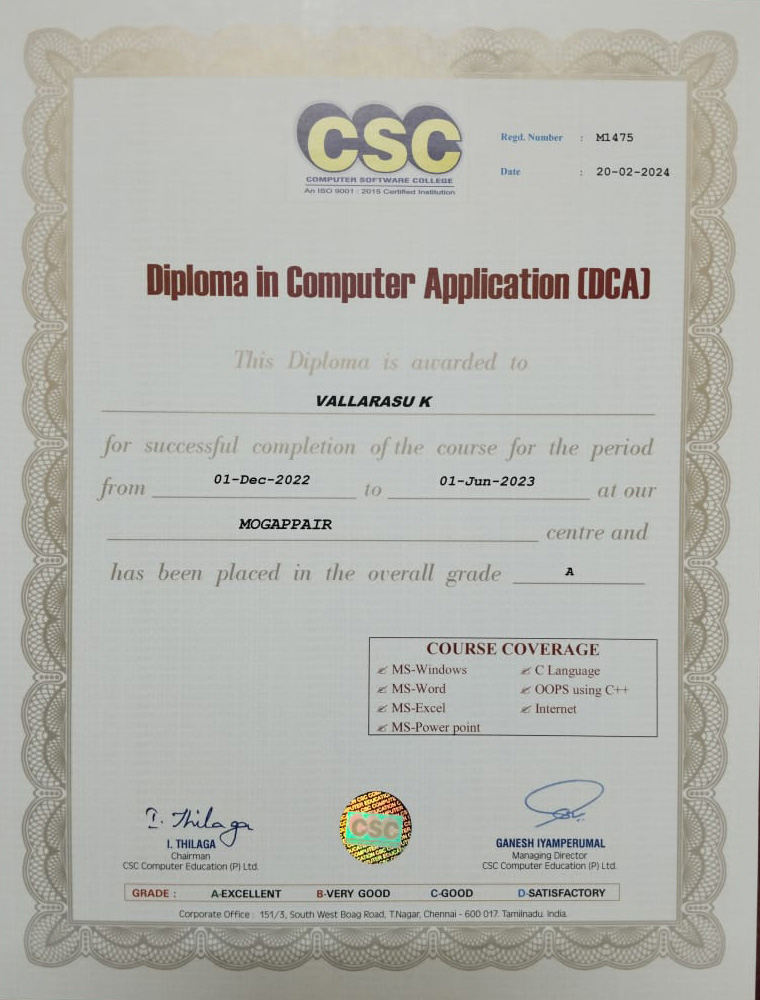 CSC
COMPUTER SOFTWARE COLLEGE
An ISO 9001 : 2015 Certified Institution
Regd. Number : M1475
Date : 20-02-2024
Diploma in Computer Application (DCA)
This Diploma is awarded to
VALLARASU K
for successful completion of the course for the period
from 01-Dec-2022 to 01-Jun-2023 at our
MOGAPPAIR centre and
has been placed in the overall grade A
COURSE COVERAGE
MS-Windows
MS-Word
MS-Excel
MS-Power point
C Language
OOPS using C++
Internet
I. Thilaga
I. THILAGA
Chairman
CSC Computer Education (P) Ltd.
CSC
GANESH IYAMPERUMAL
Managing Director
CSC Computer Education (P) Ltd.
GRADE : A-EXCELLENT B-VERY GOOD C-GOOD D-SATISFACTORY
Corporate Office : 151/3, South West Boag Road, T.Nagar, Chennai - 600 017. Tamilnadu. India.